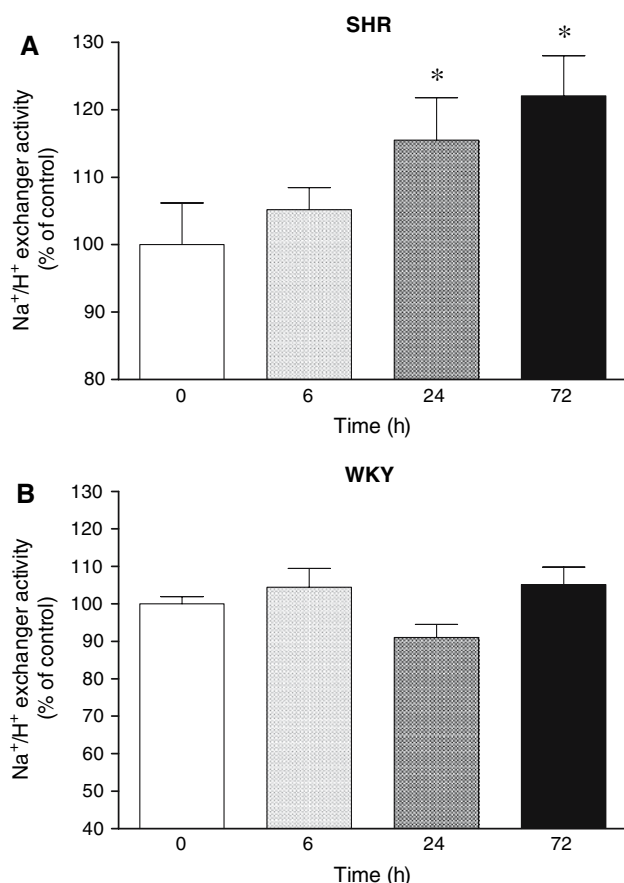 A
SHR
Na⁺/H⁺ exchanger activity
(% of control)
130
120
110
100
90
80
*
*
0 6 24 72
Time (h)
B
WKY
Na⁺/H⁺ exchanger activity
(% of control)
130
120
110
100
90
80
70
60
50
40
0 6 24 72
Time (h)